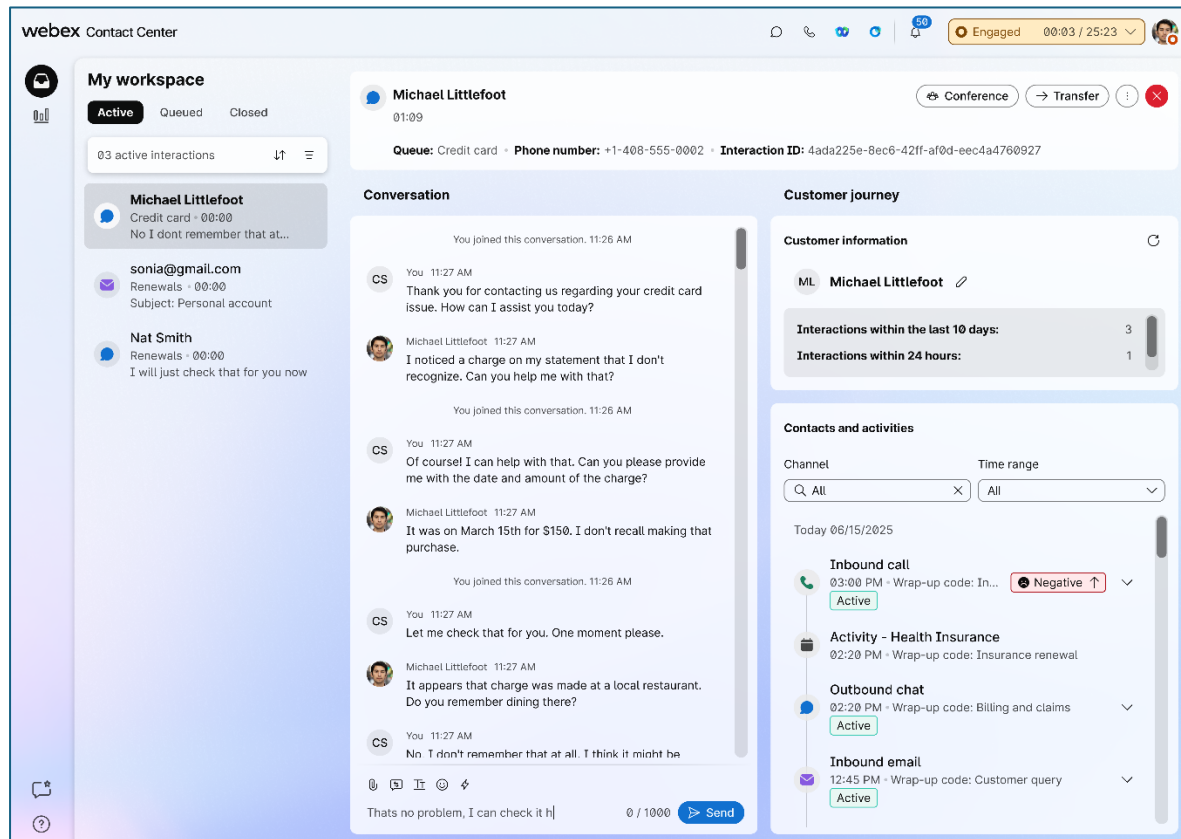 webex Contact Center
50
Engaged 00:03 / 25:23
My workspace
Active Queued Closed
03 active interactions
Michael Littlefoot
Credit card • 00:00
No I dont remember that at...
sonia@gmail.com
Renewals • 00:00
Subject: Personal account
Nat Smith
Renewals • 00:00
I will just check that for you now
Michael Littlefoot
01:09
Conference
Transfer
Queue: Credit card • Phone number: +1-408-555-0002 • Interaction ID: 4ada225e-8ec6-42ff-af0d-eec4a4760927
Conversation
You joined this conversation. 11:26 AM
CS
You 11:27 AM
Thank you for contacting us regarding your credit card
issue. How can I assist you today?
Michael Littlefoot 11:27 AM
I noticed a charge on my statement that I don't
recognize. Can you help me with that?
You joined this conversation. 11:26 AM
CS
You 11:27 AM
Of course! I can help with that. Can you please provide
me with the date and amount of the charge?
Michael Littlefoot 11:27 AM
It was on March 15th for $150. I don't recall making that
purchase.
You joined this conversation. 11:26 AM
CS
You 11:27 AM
Let me check that for you. One moment please.
Michael Littlefoot 11:27 AM
It appears that charge was made at a local restaurant.
Do you remember dining there?
CS
You 11:27 AM
No, I don't remember that at all. I think it might be
Thats no problem, I can check it h
0 / 1000
Send
Customer journey
Customer information
ML
Michael Littlefoot
Interactions within the last 10 days: 3
Interactions within 24 hours: 1
Contacts and activities
Channel
All
Time range
All
Today 06/15/2025
Inbound call
03:00 PM • Wrap-up code: In...
Negative
Active
Activity - Health Insurance
02:20 PM • Wrap-up code: Insurance renewal
Outbound chat
02:20 PM • Wrap-up code: Billing and claims
Active
Inbound email
12:45 PM • Wrap-up code: Customer query
Active